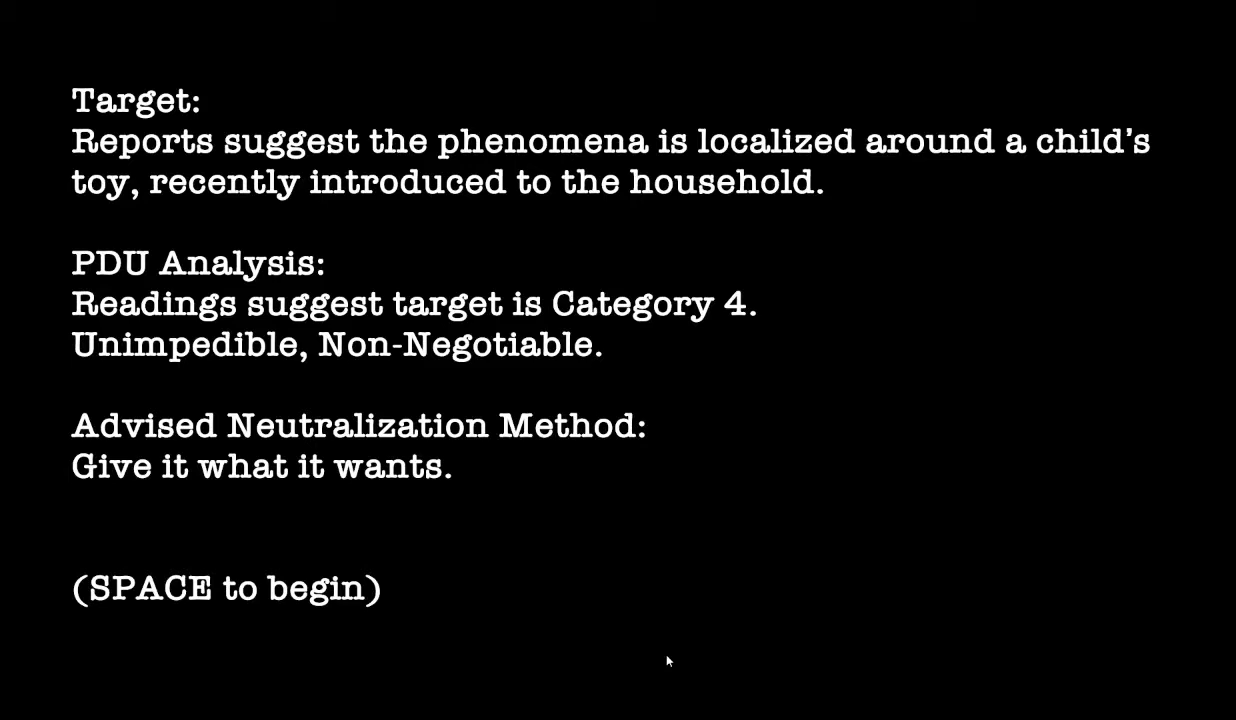 Target:
Reports suggest the phenomena is localized around a child's
toy, recently introduced to the household.
PDU Analysis:
Readings suggest target is Category 4.
Unimpedible, Non-Negotiable.
Advised Neutralization Method:
Give it what it wants.
(SPACE to begin)